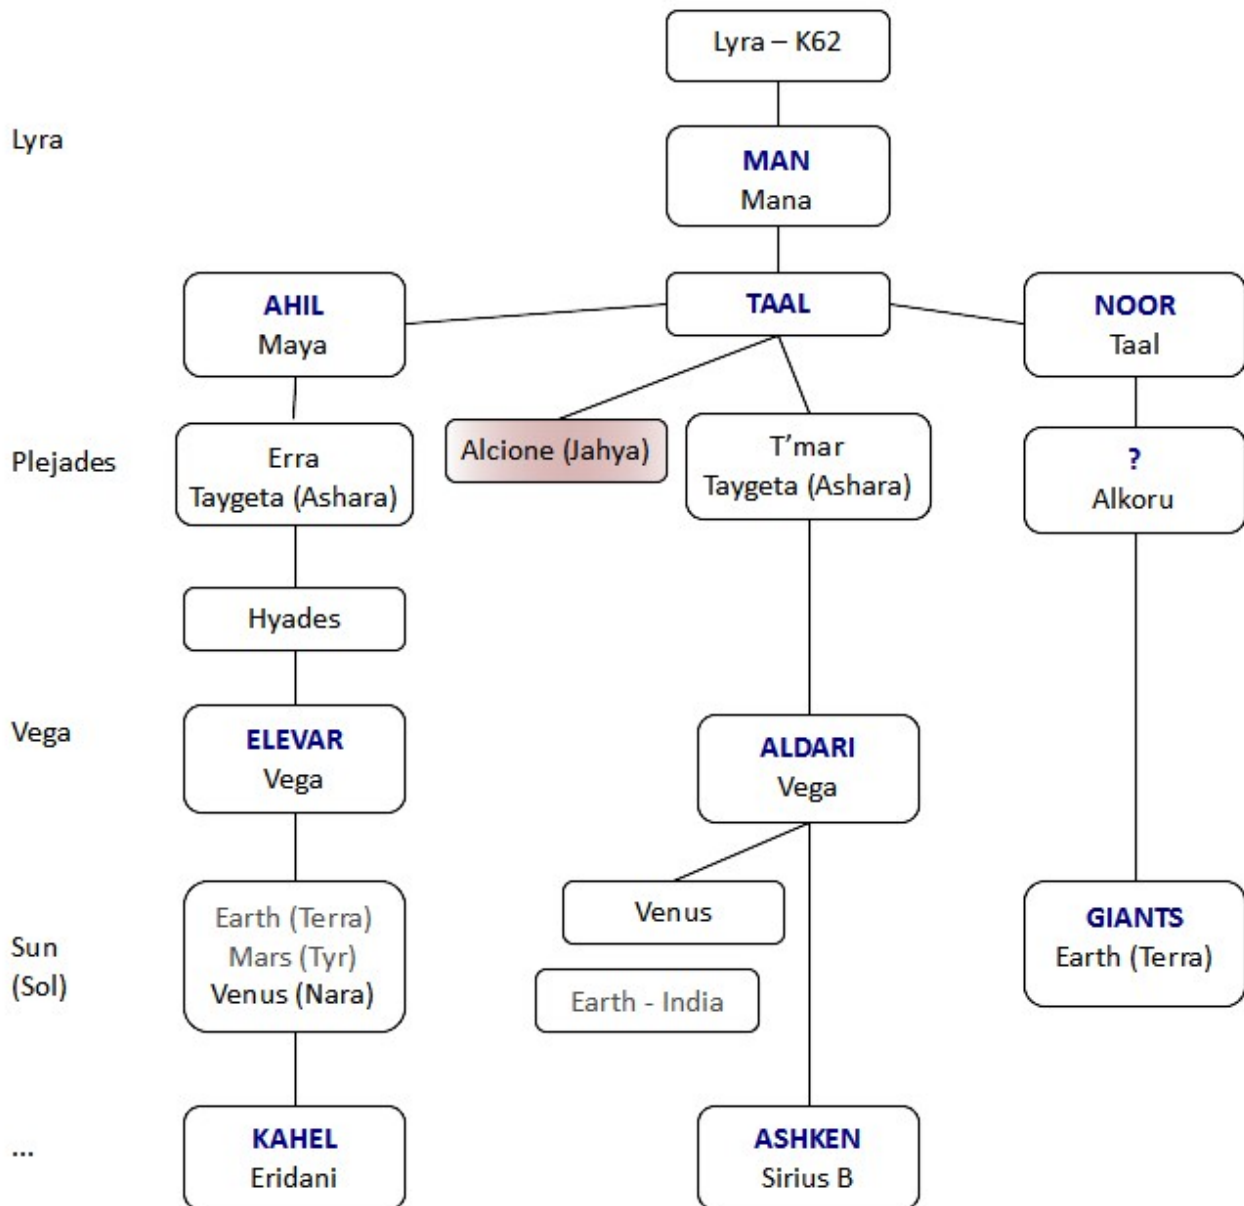 Lyra – K62
Lyra
MAN
Mana
AHIL
Maya
TAAL
NOOR
Taal
Plejades
Erra
Taygeta (Ashara)
Alcione (Jahya)
T’mar
Taygeta (Ashara)
?
Alkoru
Hyades
Vega
ELEVAR
Vega
ALDARI
Vega
Sun
(Sol)
Earth (Terra)
Mars (Tyr)
Venus (Nara)
Venus
Earth - India
GIANTS
Earth (Terra)
...
KAHEL
Eridani
ASHKEN
Sirius B